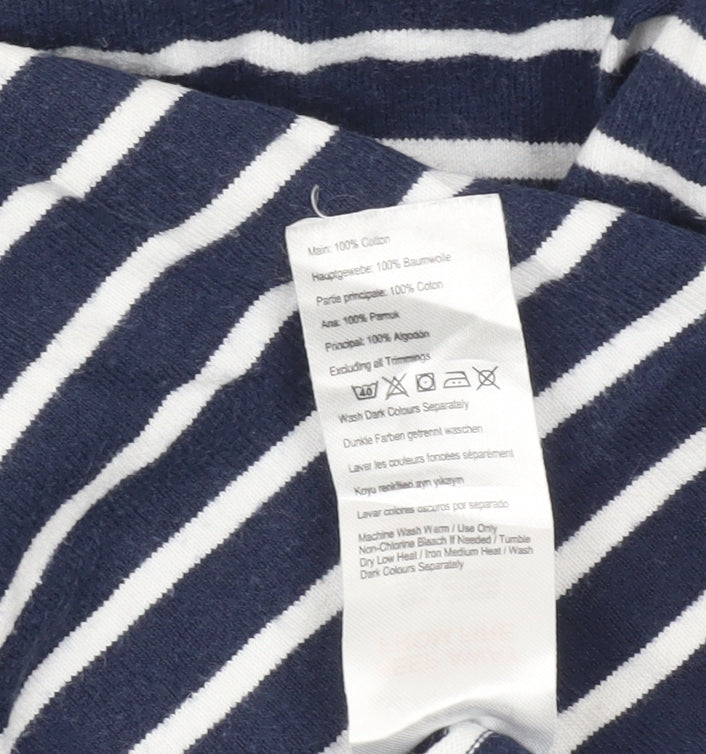 Main: 100% Cotton
Hauptgewebe: 100% Baumwolle
Partie principale: 100% Coton
Ana: 100% Pamuk
Principal: 100% Algodón
Excluding all Trimmings
40
Wash Dark Colours Separately
Dunkle Farben getrennt waschen
Laver les couleurs foncées séparément
Koyu renklileri ayrı yıkayın
Lavar colores oscuros por separado
Machine Wash Warm / Use Only
Non-Chlorine Bleach If Needed / Tumble
Dry Low Heat / Iron Medium Heat / Wash
Dark Colours Separately